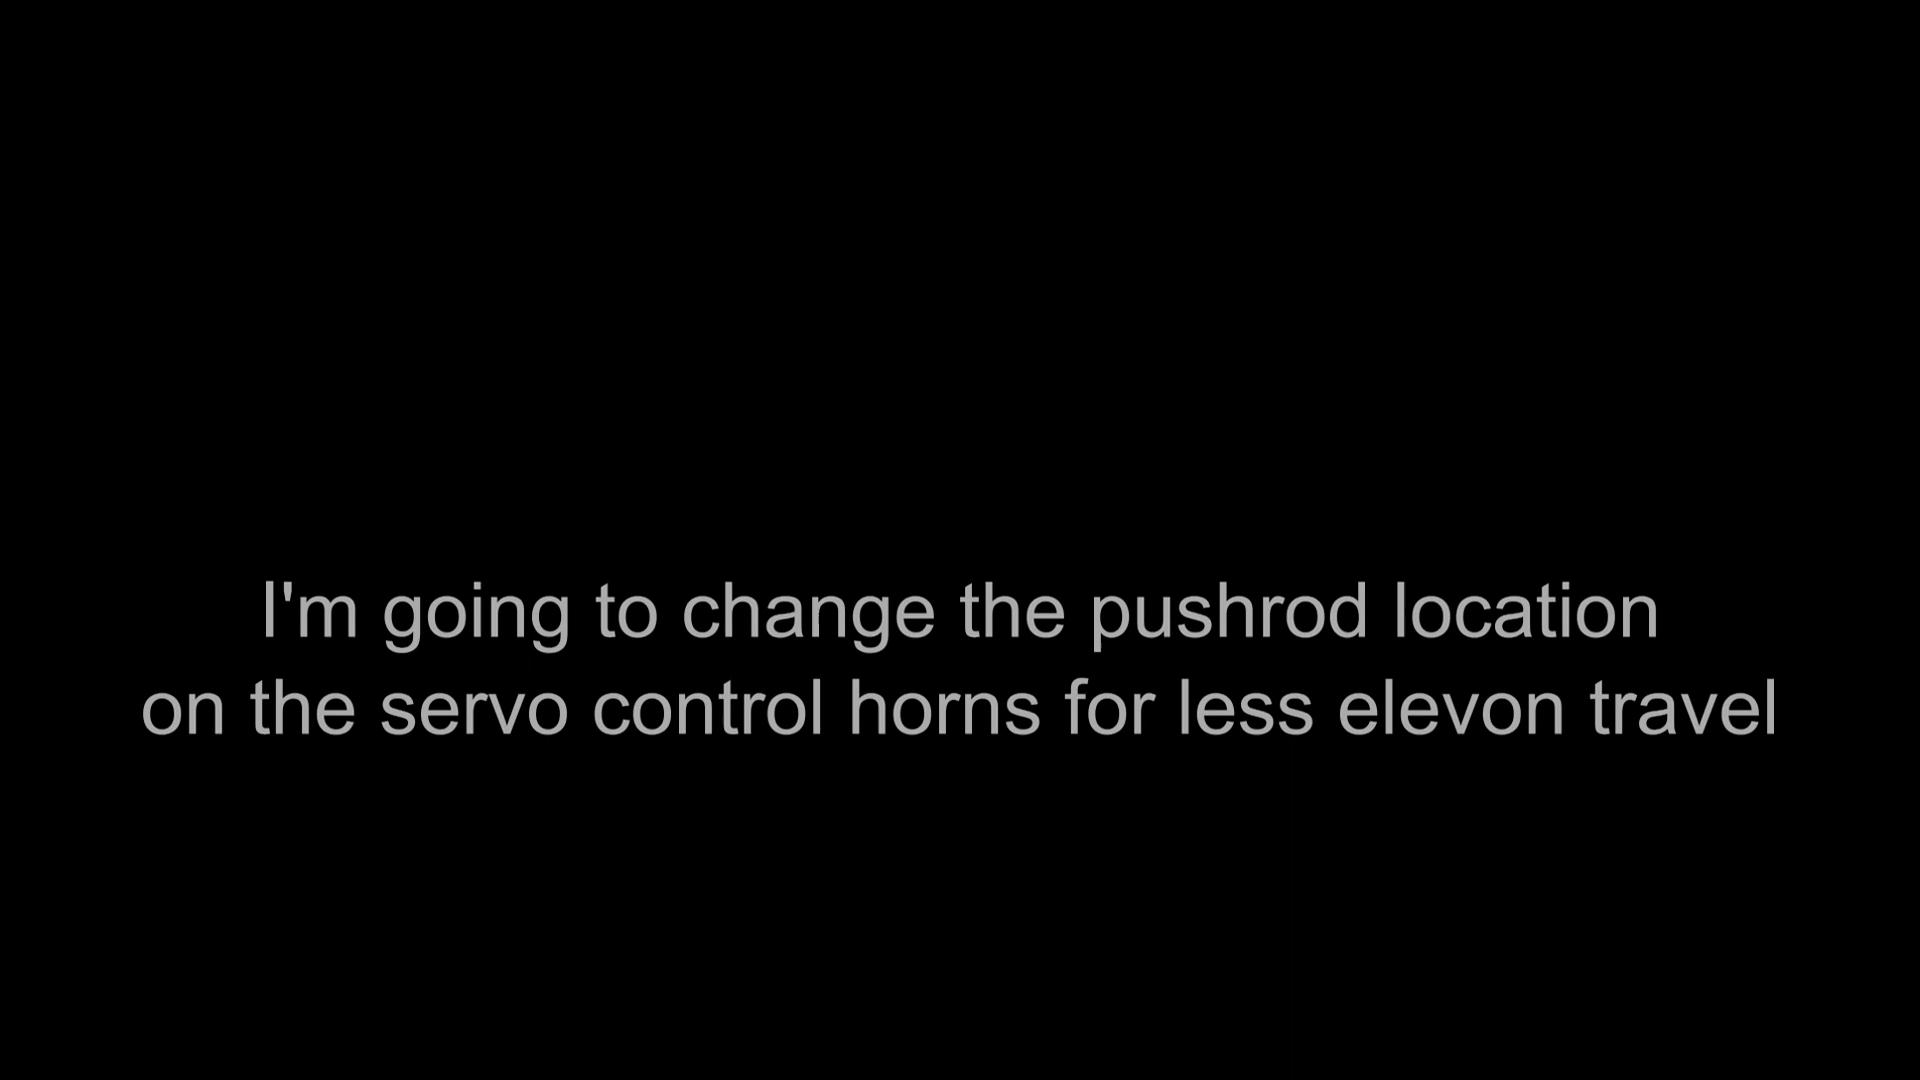 I'm going to change the pushrod location
on the servo control horns for less elevon travel